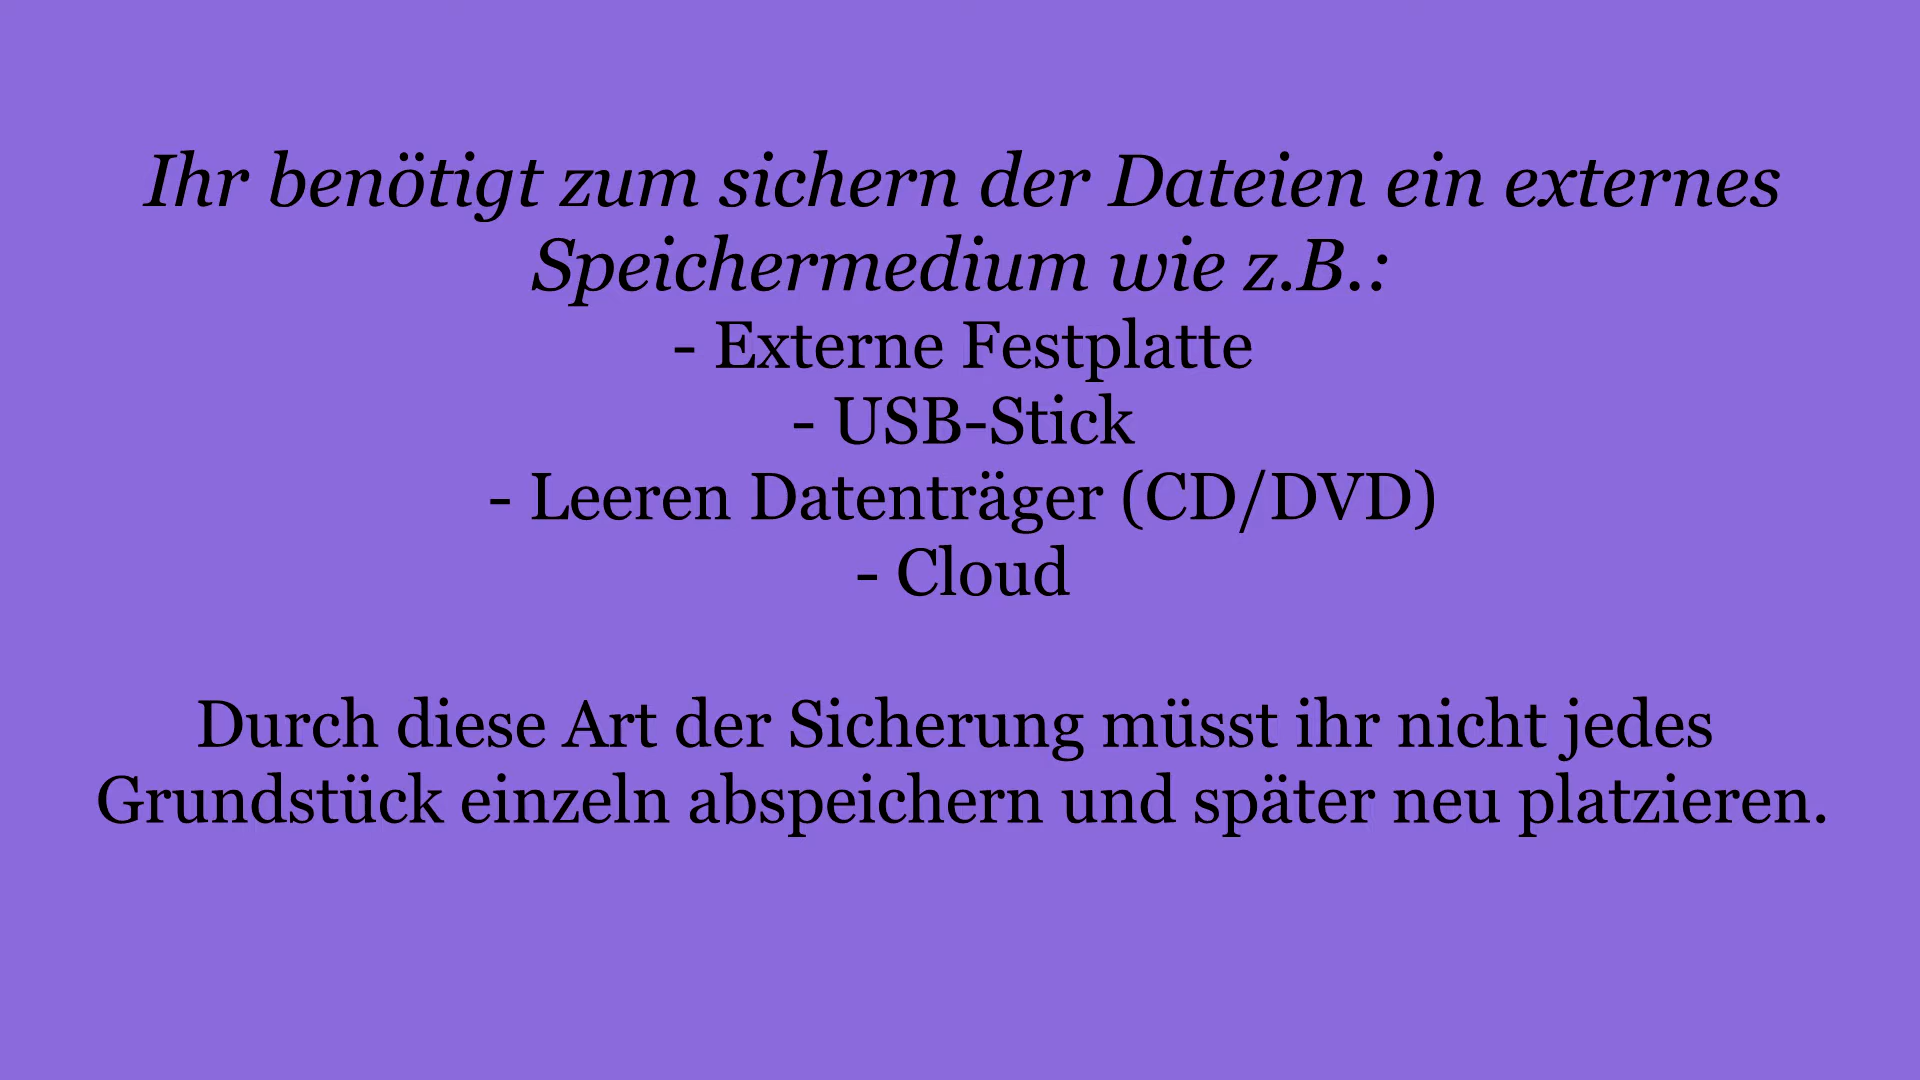 Ihr benötigt zum sichern der Dateien ein externes
Speichermedium wie z.B.:
- Externe Festplatte
- USB-Stick
- Leeren Datenträger (CD/DVD)
- Cloud
Durch diese Art der Sicherung müsst ihr nicht jedes
Grundstück einzeln abspeichern und später neu platzieren.